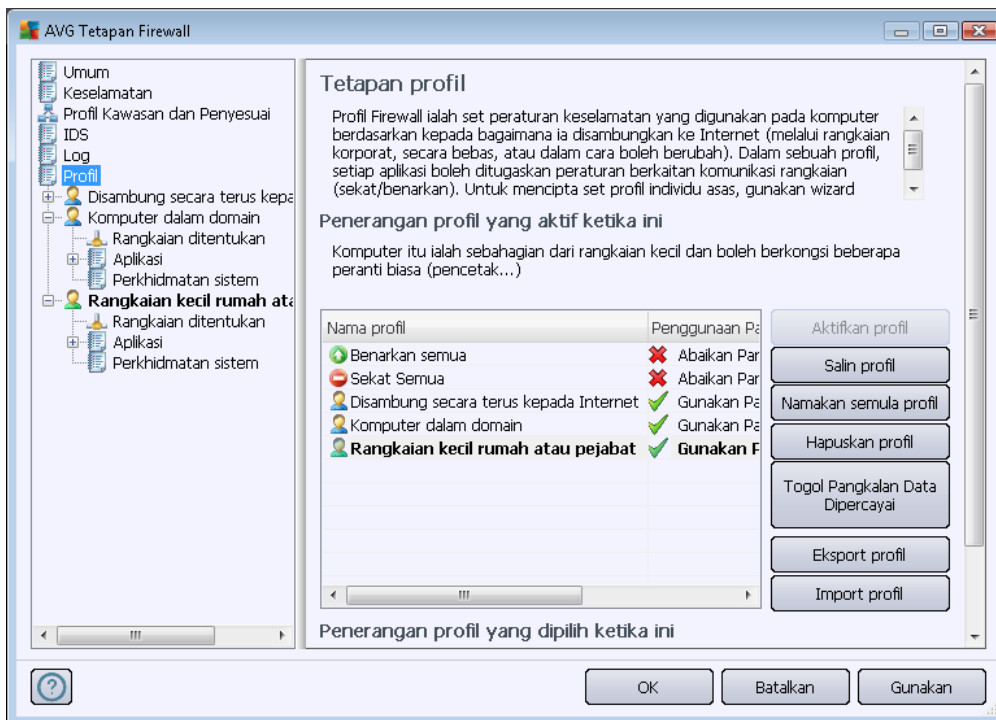 AVG Tetapan Firewall
Umum
Keselamatan
Profil Kawasan dan Penyesuai
IDS
Log
Profil
Disambung secara terus kepa
Komputer dalam domain
Rangkaian ditentukan
Aplikasi
Perkhidmatan sistem
Rangkaian kecil rumah ata
Rangkaian ditentukan
Aplikasi
Perkhidmatan sistem
Tetapan profil
Profil Firewall ialah set peraturan keselamatan yang digunakan pada komputer
berdasarkan kepada bagaimana ia disambungkan ke Internet (melalui rangkaian
korporat, secara bebas, atau dalam cara boleh berubah). Dalam sebuah profil,
setiap aplikasi boleh ditugaskan peraturan berkaitan komunikasi rangkaian
(sekat/benarkan). Untuk mencipta set profil individu asas, gunakan wizard
Penerangan profil yang aktif ketika ini
Komputer itu ialah sebahagian dari rangkaian kecil dan boleh berkongsi beberapa
peranti biasa (pencetak...)
Nama profil Penggunaan Pa
Benarkan semua Abaikan Par
Sekat Semua Abaikan Par
Disambung secara terus kepada Internet Gunakan Pa
Komputer dalam domain Gunakan Pa
Rangkaian kecil rumah atau pejabat Gunakan P
Aktifkan profil
Salin profil
Namakan semula profil
Hapuskan profil
Togol Pangkalan Data
Dipercayai
Eksport profil
Import profil
Penerangan profil yang dipilih ketika ini
OK
Batalkan
Gunakan